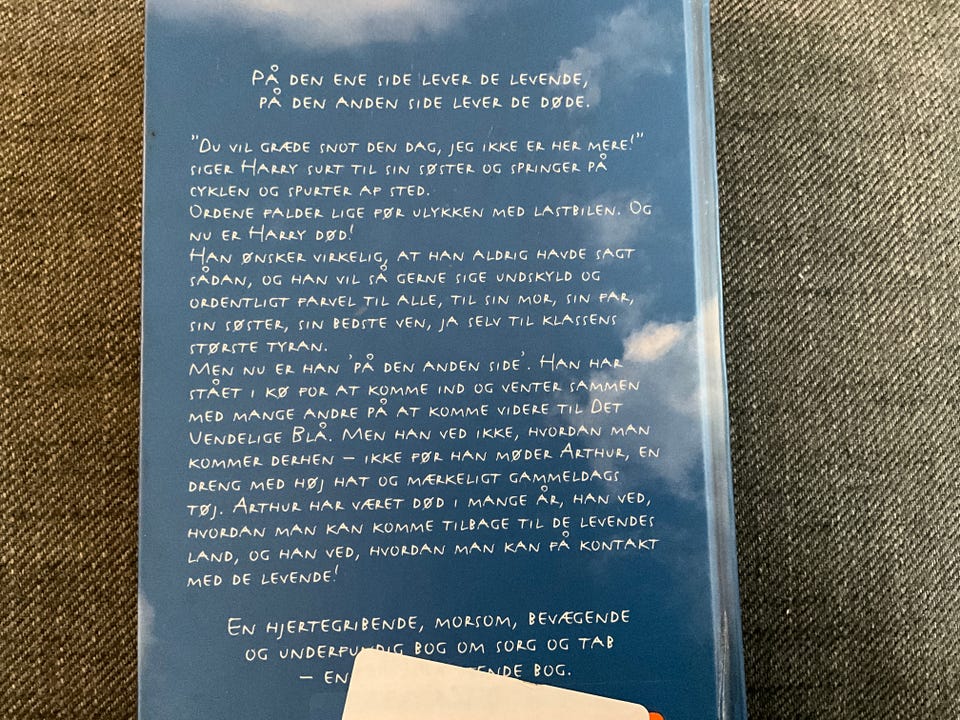 På den ene side lever de levende,
på den anden side lever de døde.
"Du vil græde snot den dag, jeg ikke er her mere!"
siger Harry surt til sin søster og springer på
cyklen og spurter af sted.
Ordene falder lige før ulykken med lastbilen. Og
nu er Harry død!
Han ønsker virkelig, at han aldrig havde sagt
sådan, og han vil så gerne sige undskyld og
ordentligt farvel til alle, til sin mor, sin far,
sin søster, sin bedste ven, ja selv til klassens
største tyran.
Men nu er han 'på den anden side'. Han har
stået i kø for at komme ind og venter sammen
med mange andre på at komme videre til Det
Uendelige Blå. Men han ved ikke, hvordan man
kommer derhen – ikke før han møder Arthur, en
dreng med høj hat og mærkeligt gammeldags
tøj. Arthur har været død i mange år, han ved,
hvordan man kan komme tilbage til de levendes
land, og han ved, hvordan man kan få kontakt
med de levende!
En hjertegribende, morsom, bevægende
og underfundig bog om sorg og tab
– en bog.